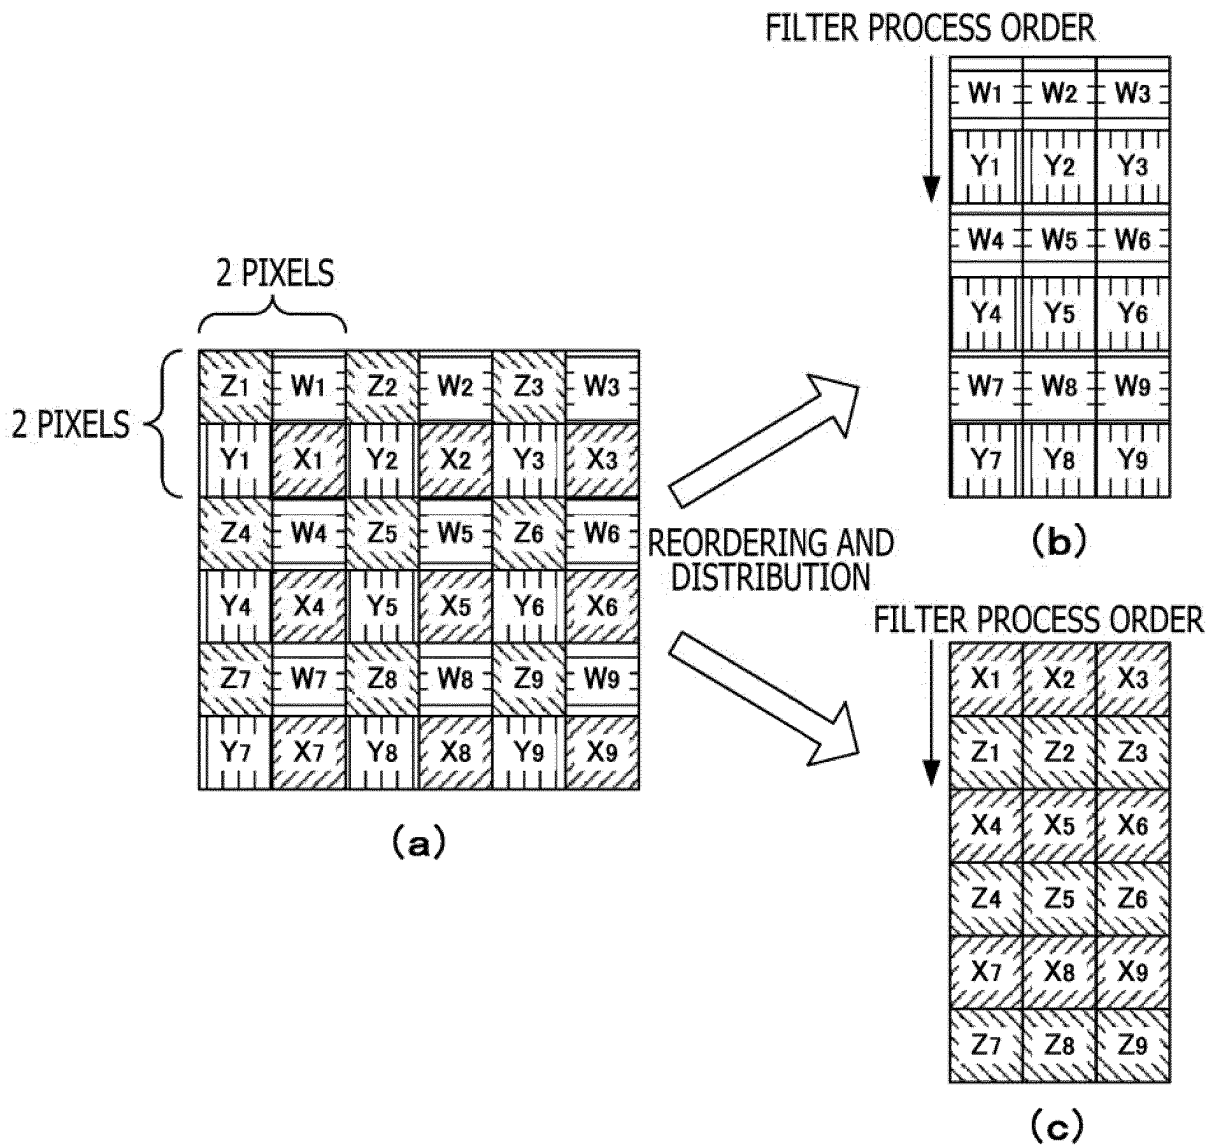 FILTER PROCESS ORDER
W1 W2 W3
Y1 Y2 Y3
W4 W5 W6
Y4 Y5 Y6
W7 W8 W9
Y7 Y8 Y9
(b)
2 PIXELS
2 PIXELS
Z1 W1 Z2 W2 Z3 W3
Y1 X1 Y2 X2 Y3 X3
Z4 W4 Z5 W5 Z6 W6
Y4 X4 Y5 X5 Y6 X6
Z7 W7 Z8 W8 Z9 W9
Y7 X7 Y8 X8 Y9 X9
(a)
REORDERING AND
DISTRIBUTION
FILTER PROCESS ORDER
X1 X2 X3
Z1 Z2 Z3
X4 X5 X6
Z4 Z5 Z6
X7 X8 X9
Z7 Z8 Z9
(c)